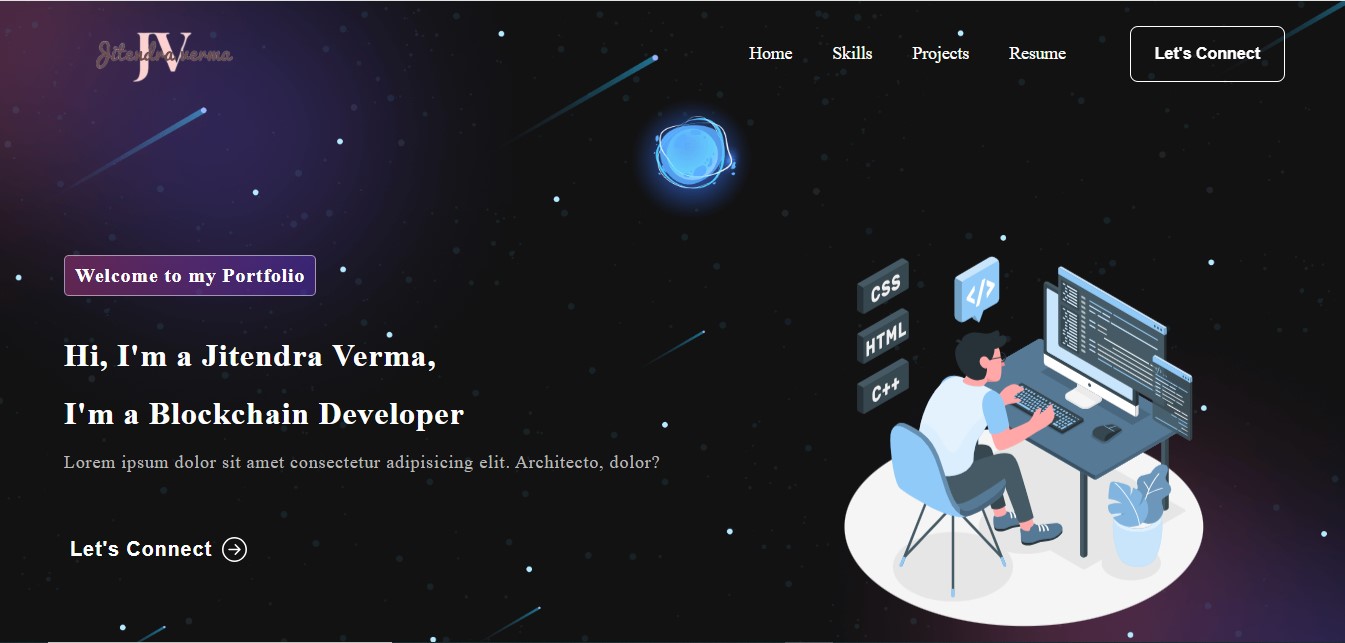 JV
Jitendra verma
Home Skills Projects Resume Let's Connect
Welcome to my Portfolio
Hi, I'm a Jitendra Verma,
I'm a Blockchain Developer
Lorem ipsum dolor sit amet consectetur adipisicing elit. Architecto, dolor?
Let's Connect
CSS
</>
HTML
C++